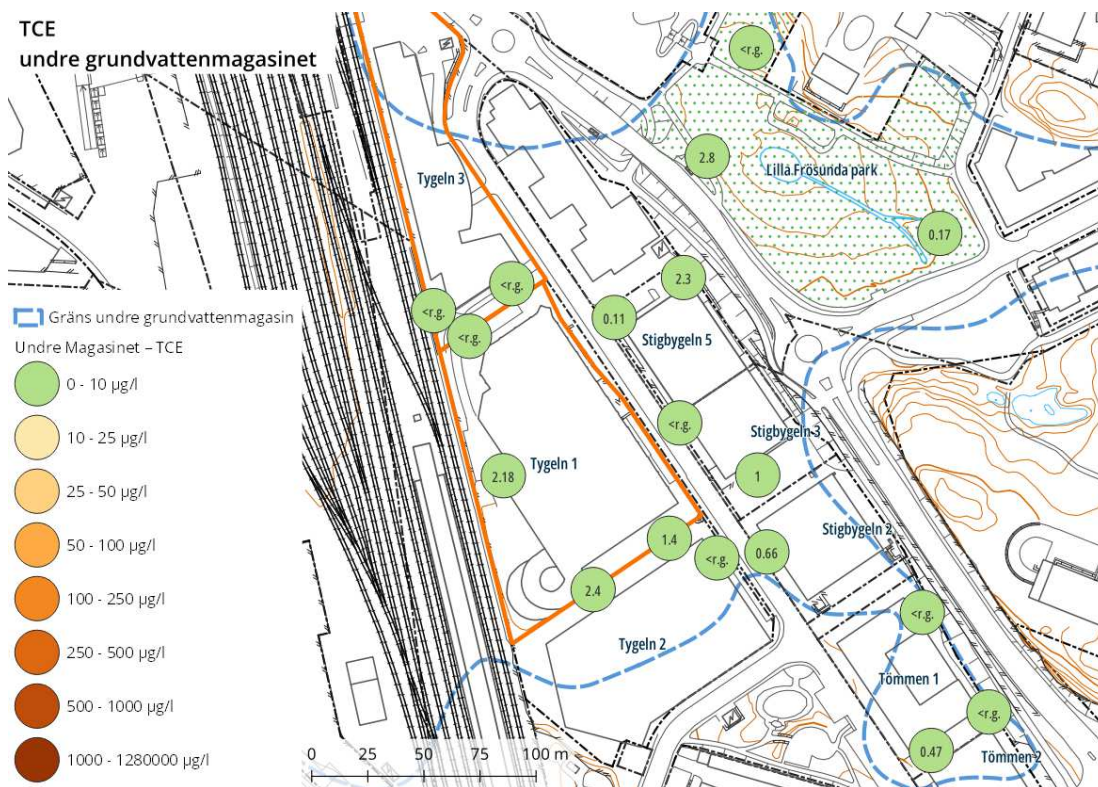 TCE
undre grundvattenmagasinet
<r.g.
2.8
Lilla Frösunda park
0.17
Tygeln 3
<r.g.
<r.g.
<r.g.
2.3
0.11
Stigbygeln 5
<r.g.
Stigbygeln 3
Tygeln 1
2.18
1
Stigbygeln 2
1.4
<r.g.
0.66
2.4
<r.g.
Tygeln 2
Tömmen 1
<r.g.
0.47
Tömmen 2
Gräns undre grundvattenmagasin
Undre Magasinet – TCE
0 - 10 µg/l
10 - 25 µg/l
25 - 50 µg/l
50 - 100 µg/l
100 - 250 µg/l
250 - 500 µg/l
500 - 1000 µg/l
1000 - 1280000 µg/l
0 25 50 75 100 m